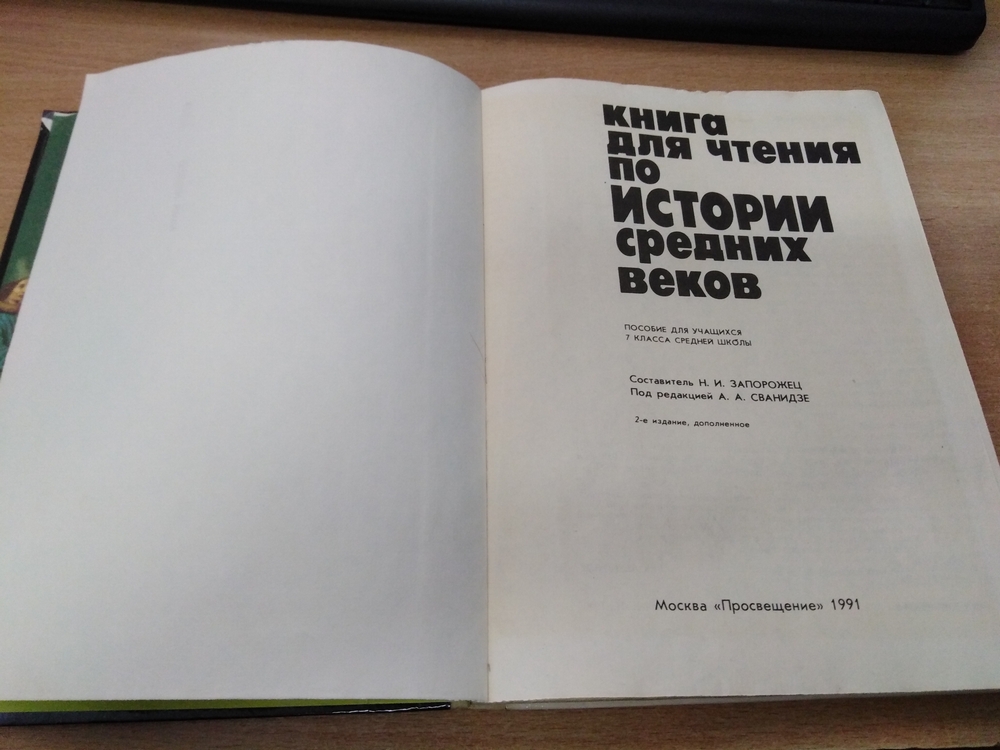 книга
для чтения
по
ИСТОРИИ
средних
веков
ПОСОБИЕ ДЛЯ УЧАЩИХСЯ
7 КЛАССА СРЕДНЕЙ ШКОЛЫ
Составитель Н. И. ЗАПОРОЖЕЦ
Под редакцией А. А. СВАНИДЗЕ
2-е издание, дополненное
Москва «Просвещение» 1991